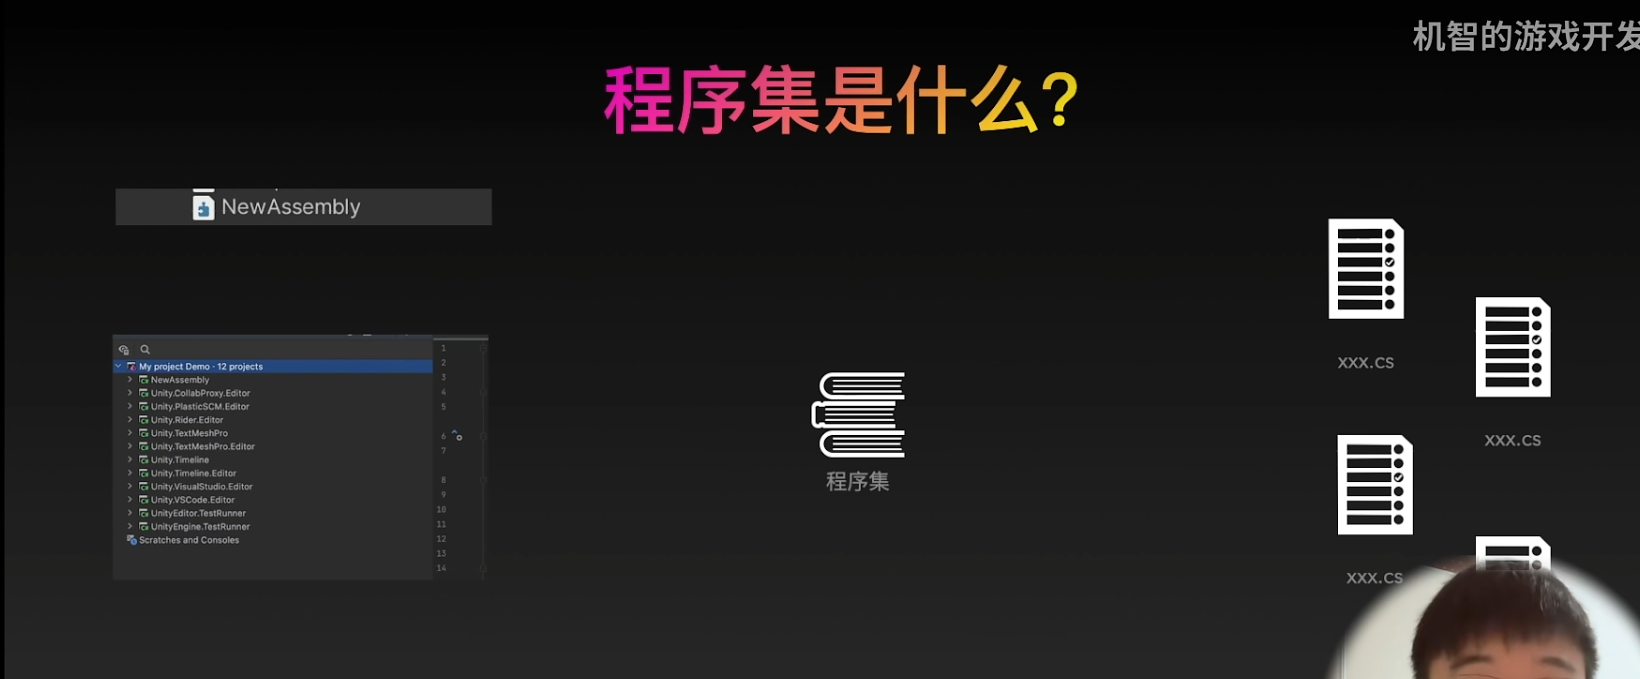 机智的游戏开发
程序集是什么?
NewAssembly
My project Demo · 12 projects
NewAssembly
Unity.CollabProxy.Editor
Unity.PlasticSCM.Editor
Unity.Rider.Editor
Unity.TextMeshPro
Unity.TextMeshPro.Editor
Unity.Timeline
Unity.Timeline.Editor
Unity.VisualStudio.Editor
Unity.VSCode.Editor
UnityEditor.TestRunner
UnityEngine.TestRunner
Scratches and Consoles
1
2
3
4
5
6
7
8
9
10
11
12
13
14
程序集
XXX.CS
XXX.CS
XXX.CS